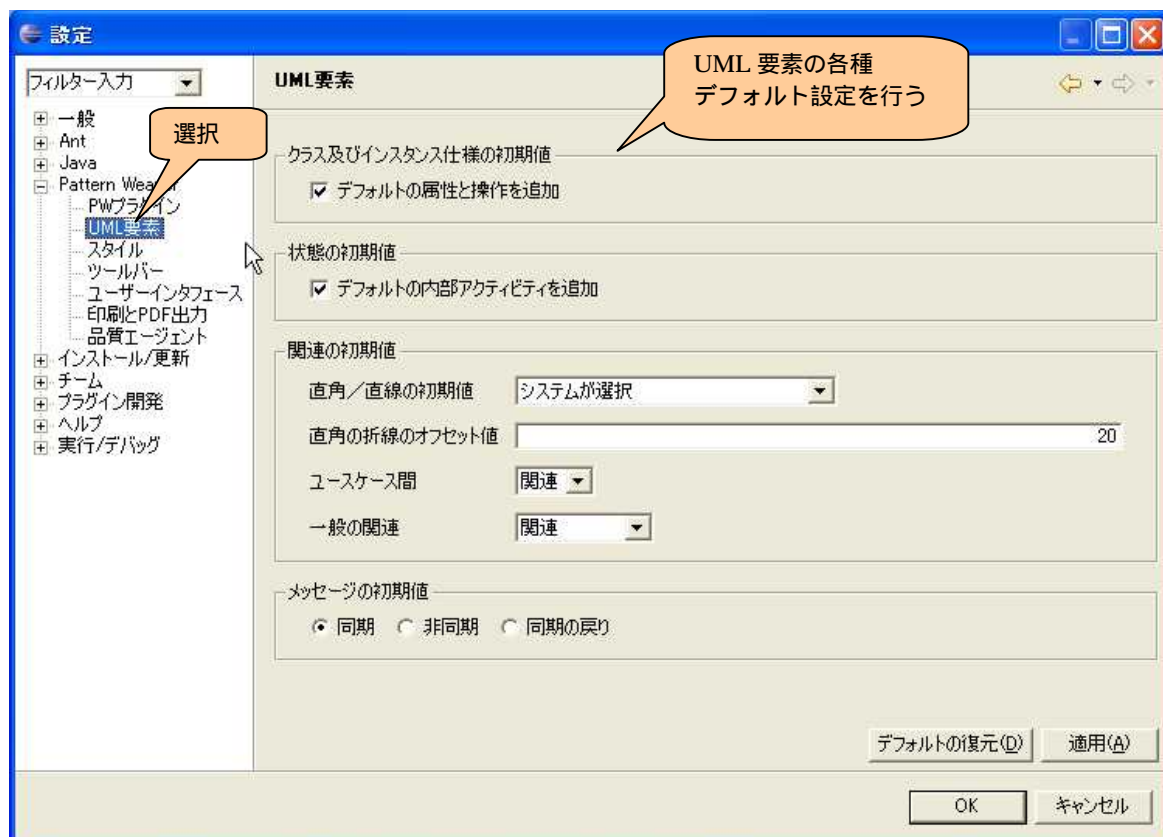 設定
フィルター入力
UML要素
UML 要素の各種
デフォルト設定を行う
選択
一般
Ant
Java
Pattern Weaver
PWプラグイン
UML要素
スタイル
ツールバー
ユーザーインタフェース
印刷とPDF出力
品質エージェント
インストール/更新
チーム
プラグイン開発
ヘルプ
実行/デバッグ
クラス及びインスタンス仕様の初期値
デフォルトの属性と操作を追加
状態の初期値
デフォルトの内部アクティビティを追加
関連の初期値
直角／直線の初期値 システムが選択
直角の折線のオフセット値 20
ユースケース間 関連
一般の関連 関連
メッセージの初期値
同期 非同期 同期の戻り
デフォルトの復元(D) 適用(A)
OK キャンセル